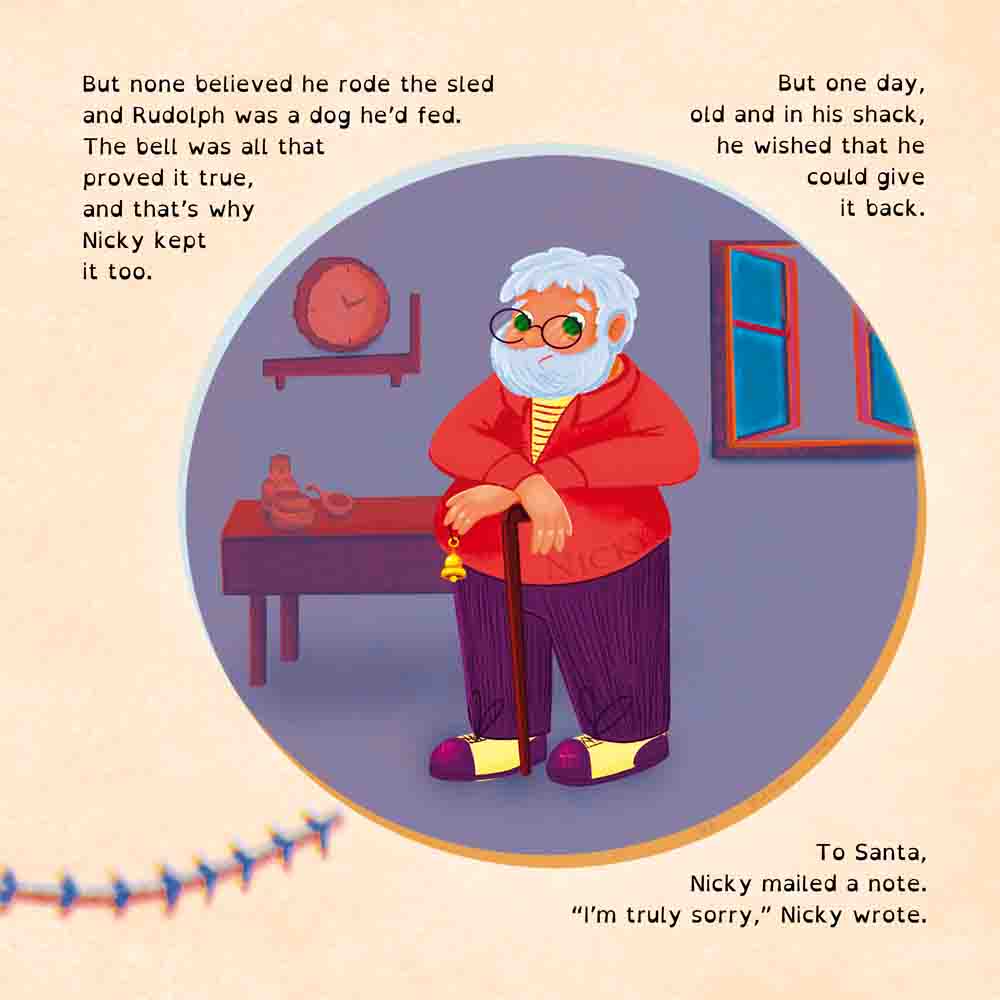 But none believed he rode the sled
and Rudolph was a dog he’d fed.
The bell was all that
proved it true,
and that’s why
Nicky kept
it too.
But one day,
old and in his shack,
he wished that he
could give
it back.
NICKY
To Santa,
Nicky mailed a note.
“I’m truly sorry,” Nicky wrote.